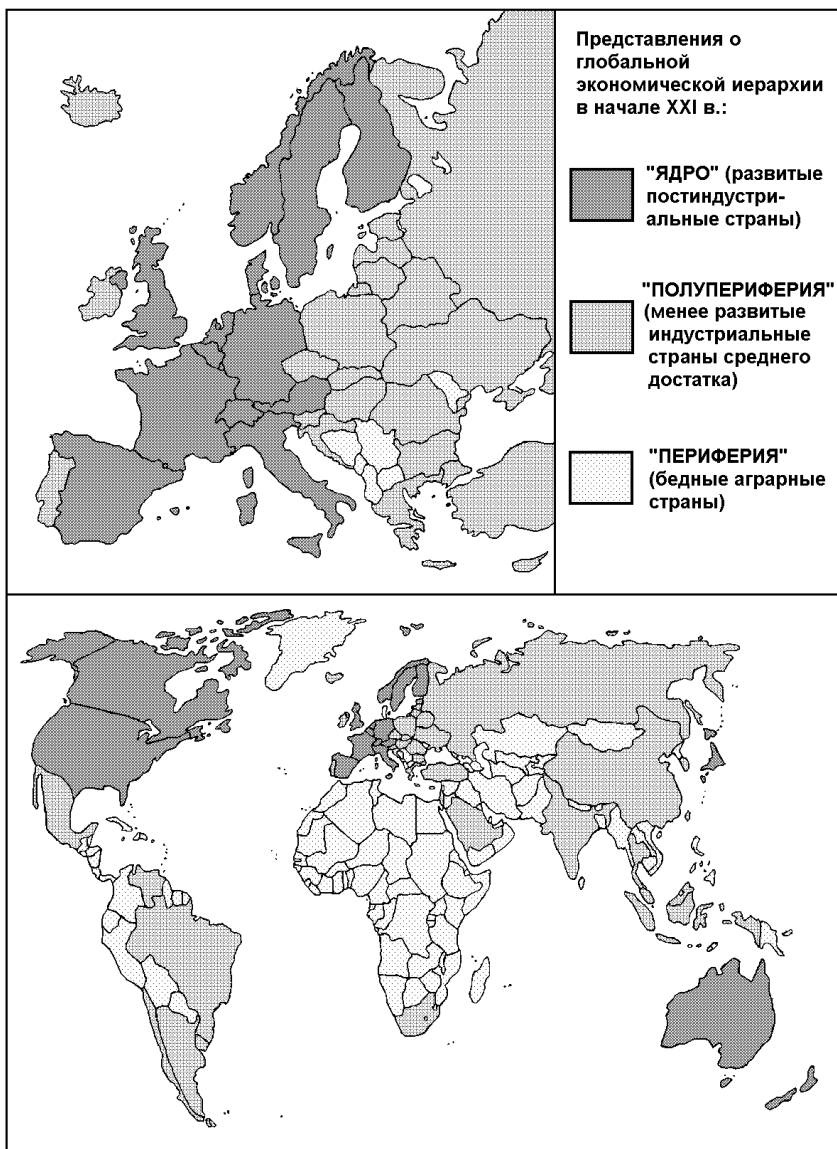 Представления о
глобальной
экономической иерархии
в начале XXI в.:
"ЯДРО" (развитые
постиндустри-
альные страны)
"ПОЛУПЕРИФЕРИЯ"
(менее развитые
индустриальные
страны среднего
достатка)
"ПЕРИФЕРИЯ"
(бедные аграрные
страны)